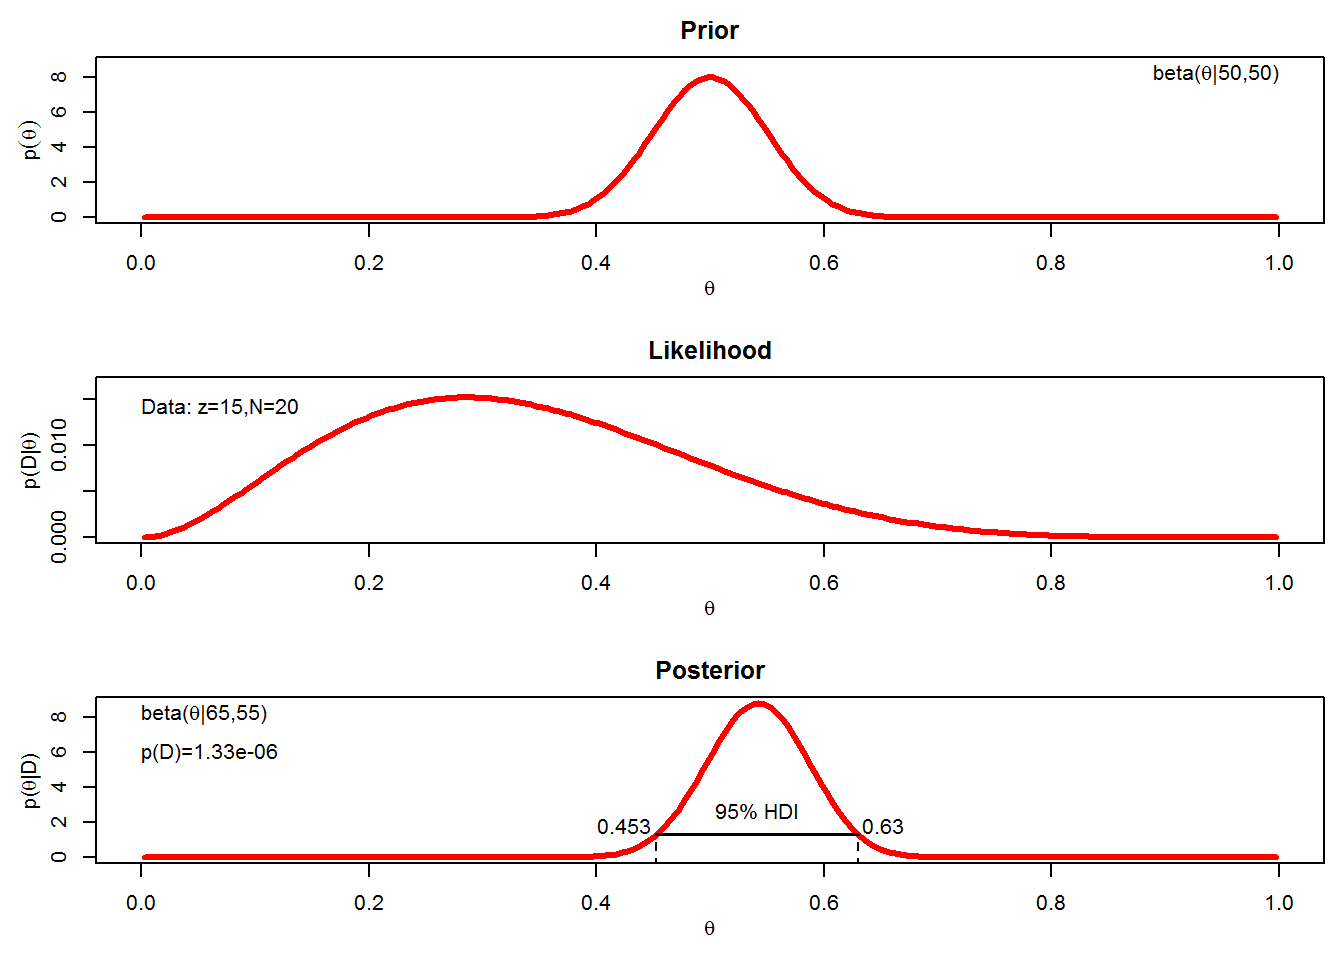 Prior
beta(θ|50,50)
p(θ)
0 2 4 6 8
0.0 0.2 0.4 0.6 0.8 1.0
θ
Likelihood
Data: z=15,N=20
p(D|θ)
0.000 0.010
0.0 0.2 0.4 0.6 0.8 1.0
θ
Posterior
beta(θ|65,55)
p(D)=1.33e-06
p(θ|D)
0 2 4 6 8
95% HDI
0.453 0.63
0.0 0.2 0.4 0.6 0.8 1.0
θ